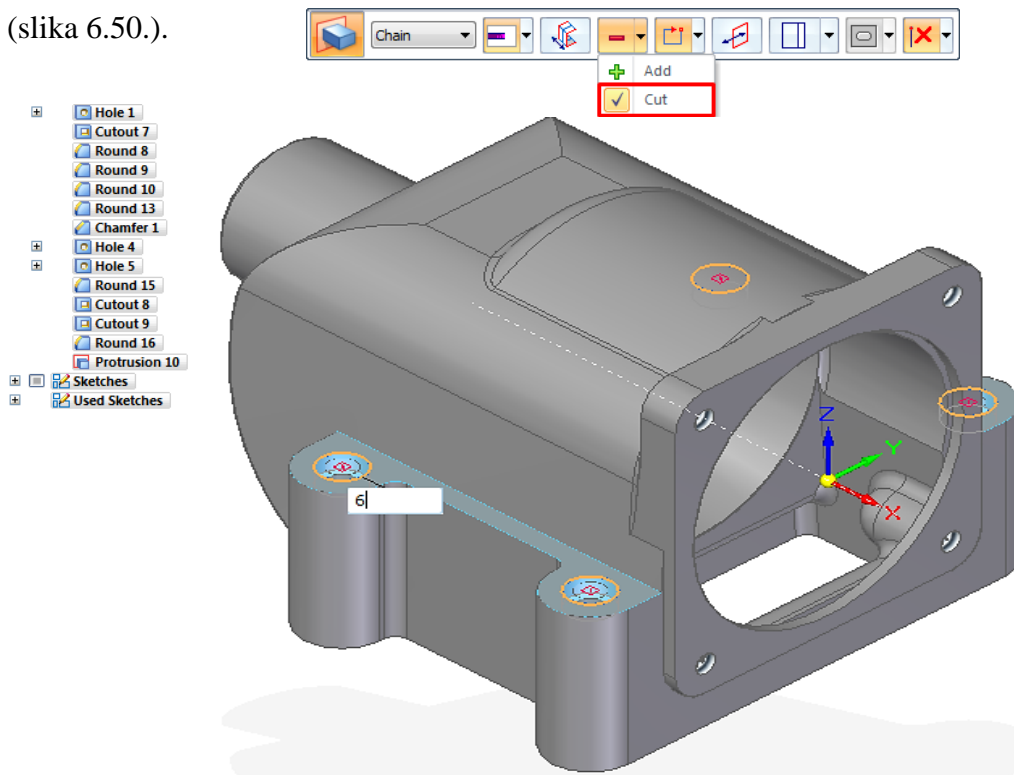 (slika 6.50.).
Chain
Add
Cut
Hole 1
Cutout 7
Round 8
Round 9
Round 10
Round 13
Chamfer 1
Hole 4
Hole 5
Round 15
Cutout 8
Cutout 9
Round 16
Protrusion 10
Sketches
Used Sketches
Z
Y
X
6